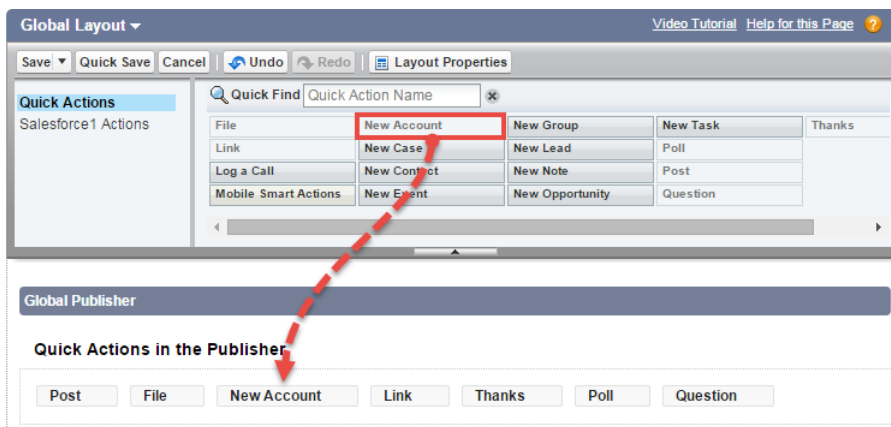 Global Layout Video Tutorial Help for this Page ?
Save Quick Save Cancel Undo Redo Layout Properties
Quick Actions
Salesforce1 Actions
Quick Find Quick Action Name
File New Account New Group New Task Thanks
Link New Case New Lead Poll
Log a Call New Contact New Note Post
Mobile Smart Actions New Event New Opportunity Question
Global Publisher
Quick Actions in the Publisher
Post File New Account Link Thanks Poll Question